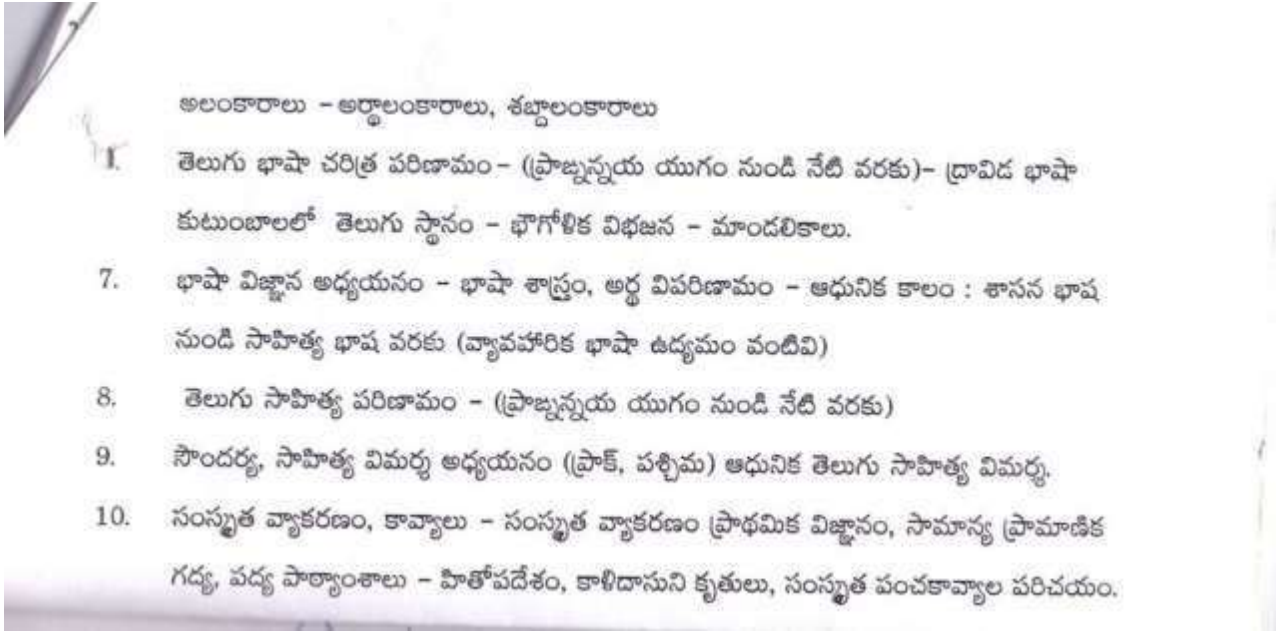 అలంకారాలు - అర్థాలంకారాలు, శబ్దాలంకారాలు
1. తెలుగు భాషా చరిత్ర పరిణామం - (ప్రాఙ్నన్నయ యుగం నుండి నేటి వరకు)- ద్రావిడ భాషా
కుటుంబాలలో తెలుగు స్థానం - భౌగోళిక విభజన - మాండలికాలు.
7. భాషా విజ్ఞాన అధ్యయనం - భాషా శాస్త్రం, అర్థ విపరిణామం - ఆధునిక కాలం : శాసన భాష
నుండి సాహిత్య భాష వరకు (వ్యావహారిక భాషా ఉద్యమం వంటివి)
8. తెలుగు సాహిత్య పరిణామం - (ప్రాఙ్నన్నయ యుగం నుండి నేటి వరకు)
9. సౌందర్య, సాహిత్య విమర్శ అధ్యయనం (ప్రాక్, పశ్చిమ) ఆధునిక తెలుగు సాహిత్య విమర్శ.
10. సంస్కృత వ్యాకరణం, కావ్యాలు - సంస్కృత వ్యాకరణం ప్రాథమిక విజ్ఞానం, సామాన్య ప్రామాణిక
గద్య, పద్య పాఠ్యాంశాలు - హితోపదేశం, కాళిదాసుని కృతులు, సంస్కృత పంచకావ్యాల పరిచయం.